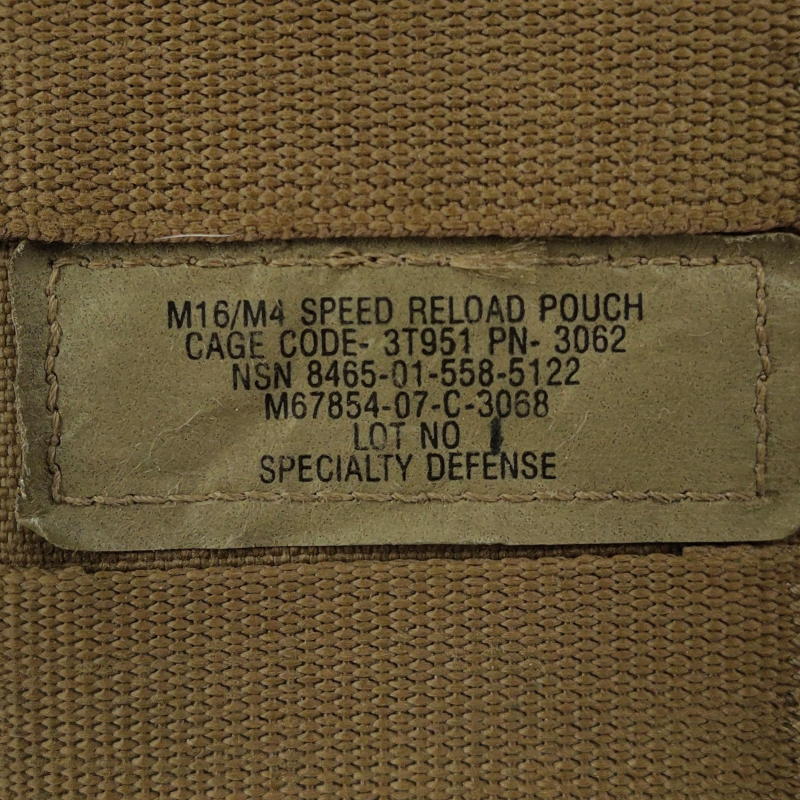 M16/M4 SPEED RELOAD POUCH
CAGE CODE- 3T951 PN- 3062
NSN 8465-01-558-5122
M67854-07-C-3068
LOT NO
SPECIALTY DEFENSE